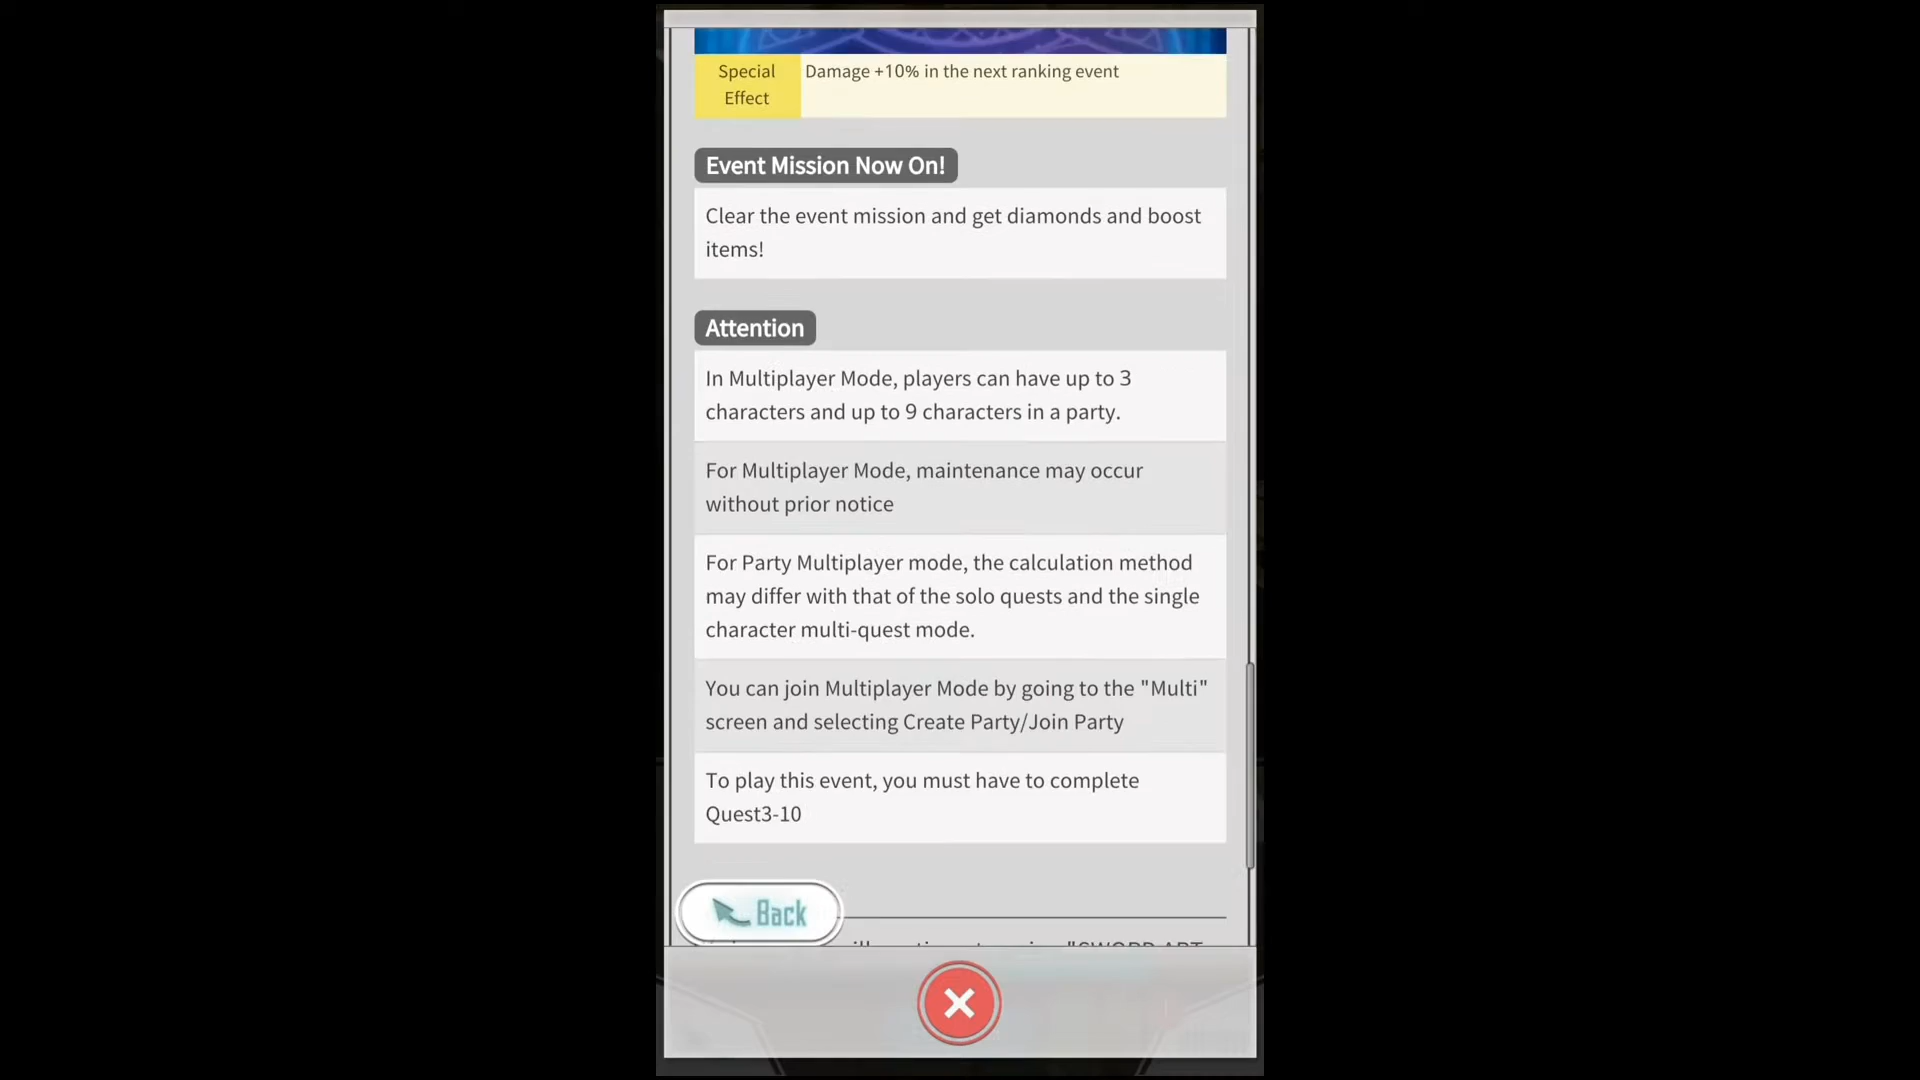 Special
Effect
Damage +10% in the next ranking event
Event Mission Now On!
Clear the event mission and get diamonds and boost
items!
Attention
In Multiplayer Mode, players can have up to 3
characters and up to 9 characters in a party.
For Multiplayer Mode, maintenance may occur
without prior notice
For Party Multiplayer mode, the calculation method
may differ with that of the solo quests and the single
character multi-quest mode.
You can join Multiplayer Mode by going to the "Multi"
screen and selecting Create Party/Join Party
To play this event, you must have to complete
Quest3-10
Back
"SWORD ART